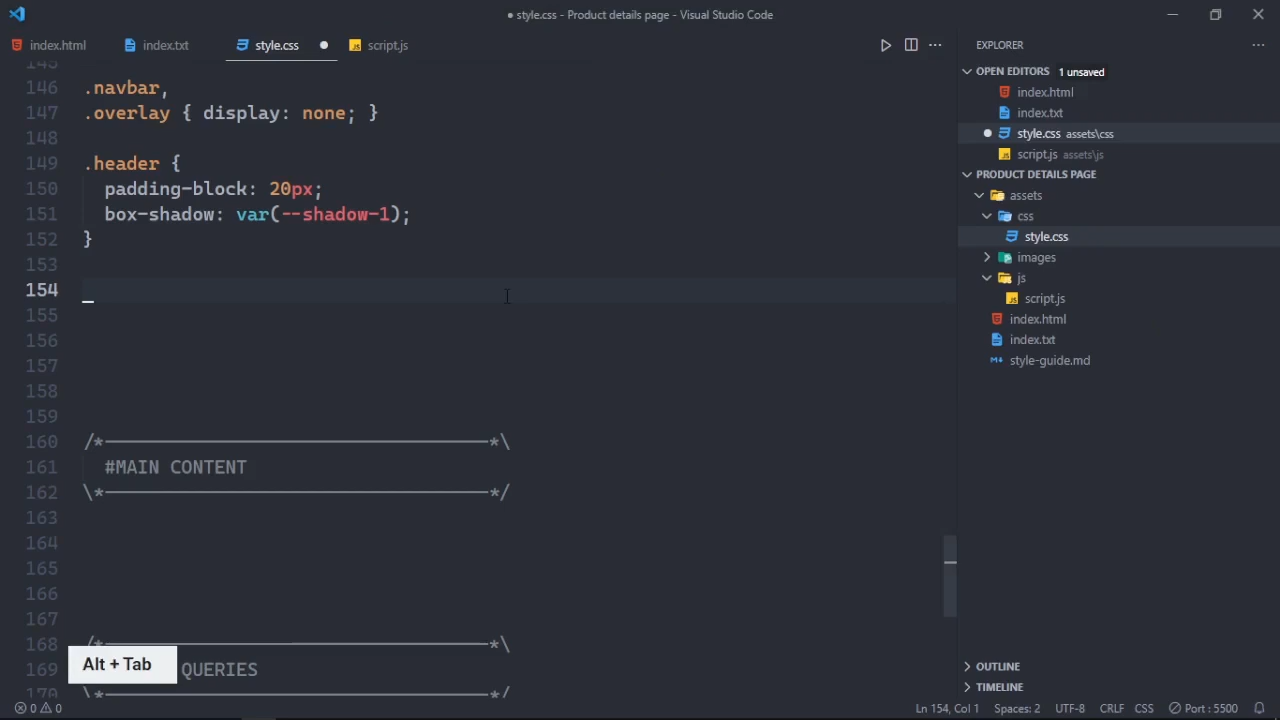 style.css - Product details page - Visual Studio Code
index.html
index.txt
style.css
script.js
145
146 .navbar,
147 .overlay { display: none; }
148
149 .header {
150 padding-block: 20px;
151 box-shadow: var(--shadow-1);
152 }
153
154
155
156
157
158
159
160 /*-----------------------------------*\
161 #MAIN CONTENT
162 \*-----------------------------------*/
163
164
165
166
167
168 /*-----------------------------------*\
169 QUERIES
170 \*-----------------------------------*/
Alt + Tab
EXPLORER
OPEN EDITORS 1 unsaved
index.html
index.txt
style.css assets\css
script.js assets\js
PRODUCT DETAILS PAGE
assets
css
style.css
images
js
script.js
index.html
index.txt
style-guide.md
OUTLINE
TIMELINE
0 0
Ln 154, Col 1 Spaces: 2 UTF-8 CRLF CSS Port : 5500